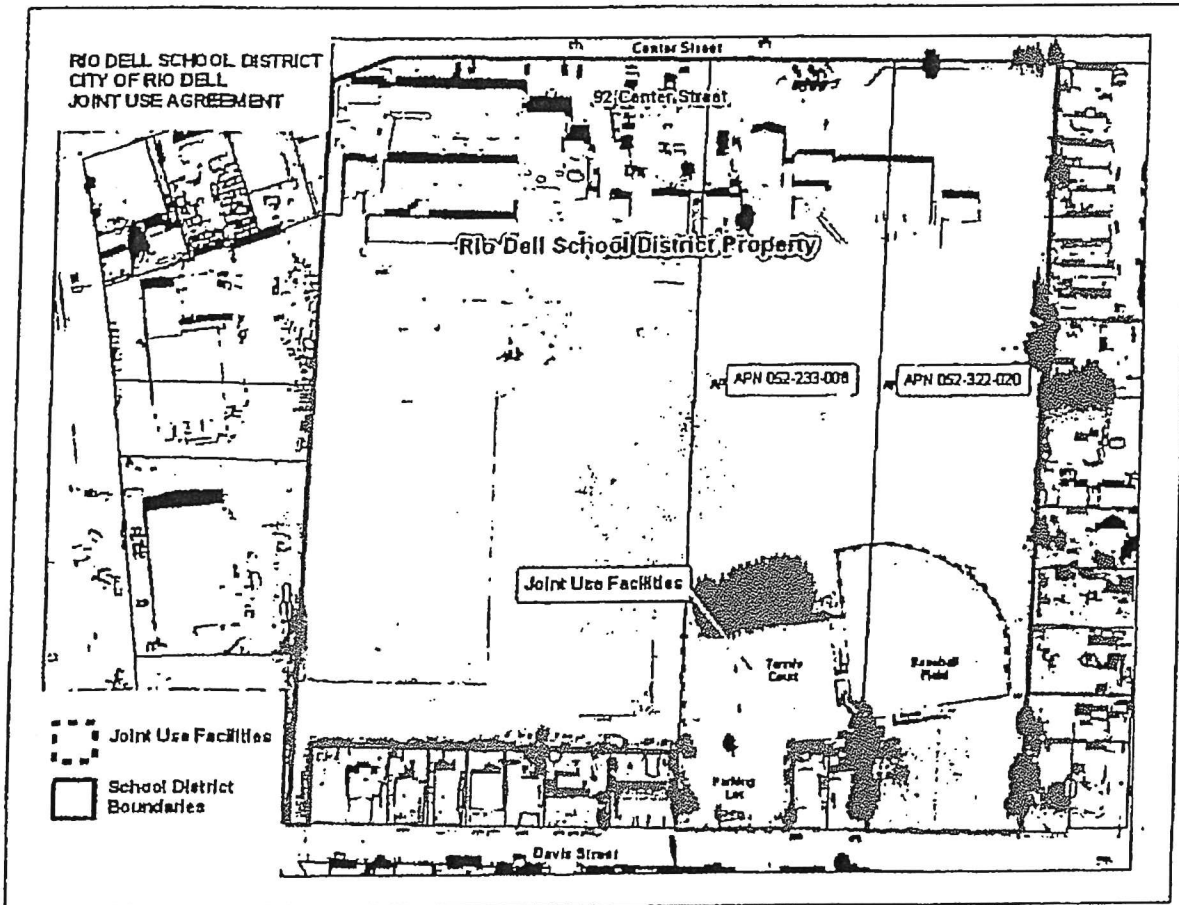 RIO DELL SCHOOL DISTRICT
CITY OF RIO DELL
JOINT USE AGREEMENT
Center Street
92 Center Street
Rio Dell School District Property
APN 052-233-008
APN 052-322-020
Joint Use Facilities
Tennis
Court
Baseball
Field
Parking
Lot
Joint Use Facilities
School District
Boundaries
Davis Street